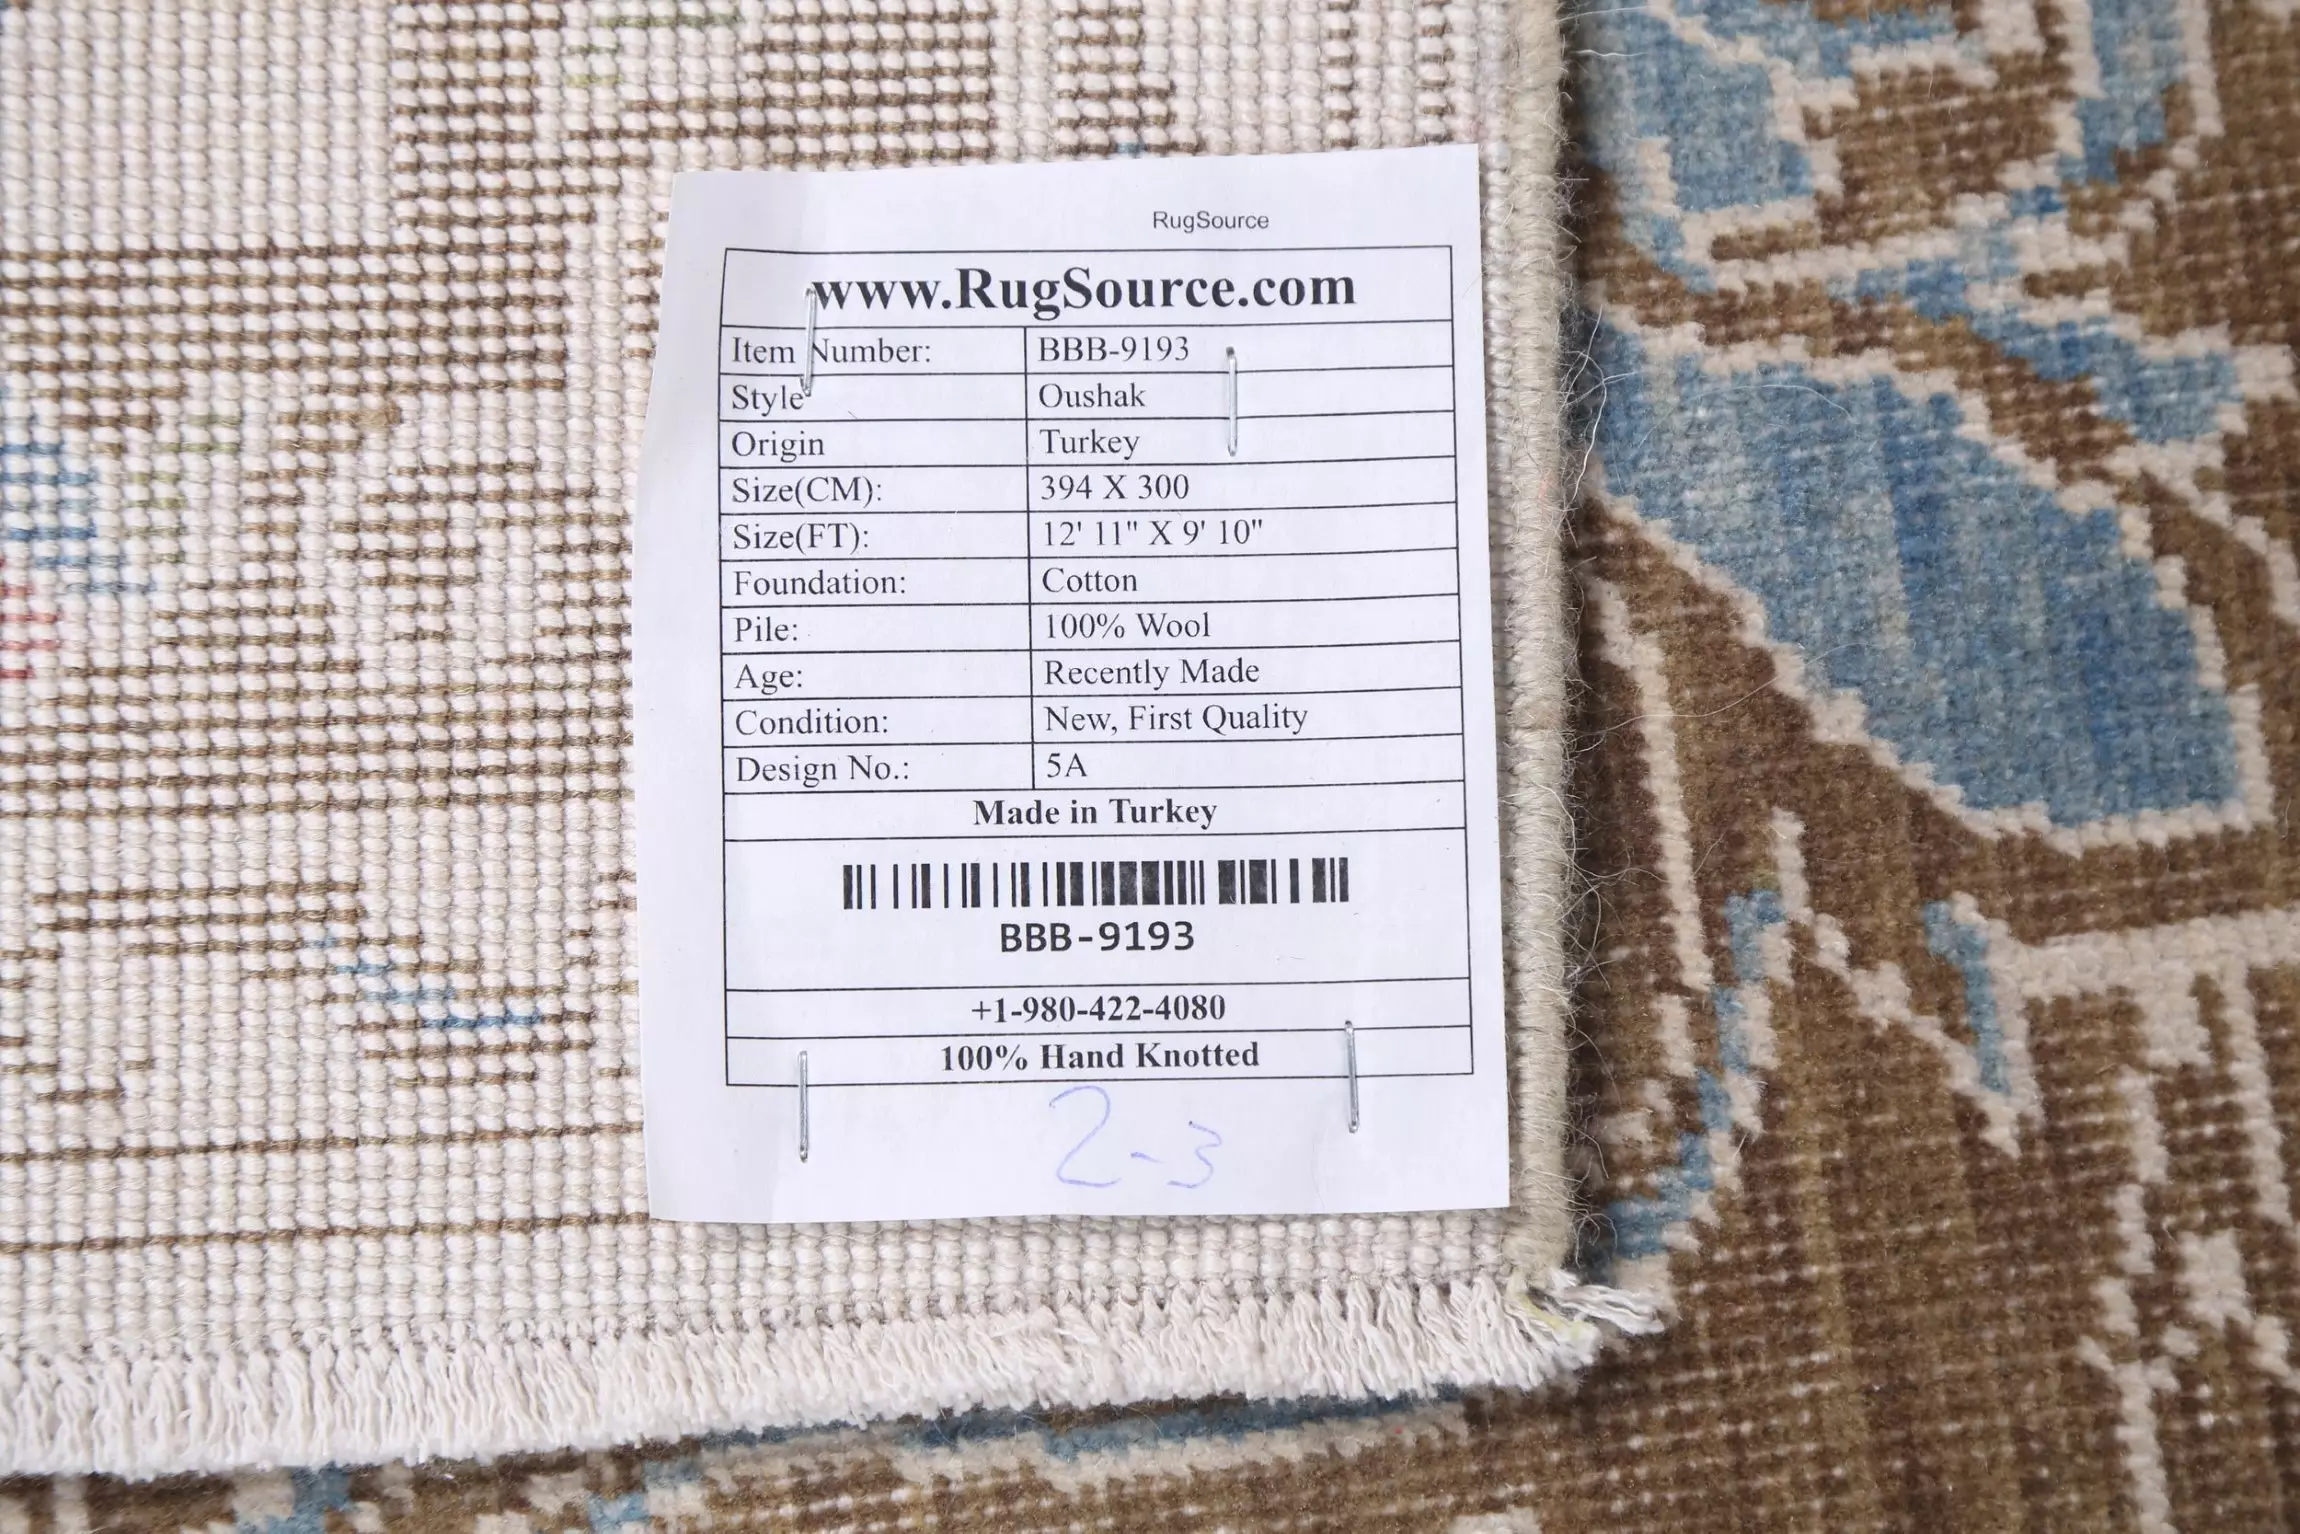 RugSource
www.RugSource.com
Item Number: BBB-9193
Style Oushak
Origin Turkey
Size(CM): 394 X 300
Size(FT): 12' 11" X 9' 10"
Foundation: Cotton
Pile: 100% Wool
Age: Recently Made
Condition: New, First Quality
Design No.: 5A
Made in Turkey
BBB-9193
+1-980-422-4080
100% Hand Knotted
2-3